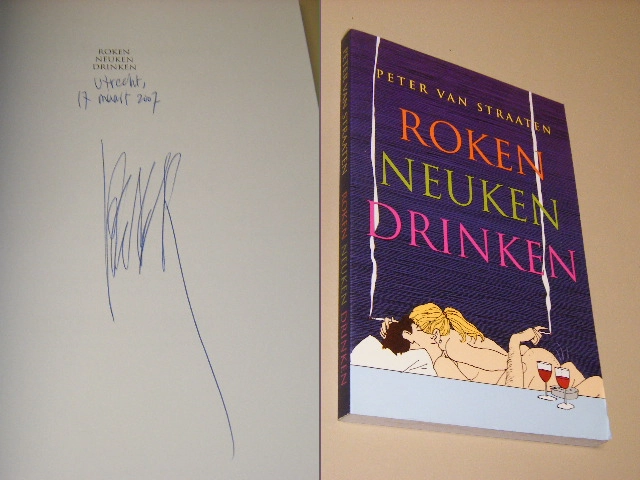 ROKEN
NEUKEN
DRINKEN
Utrecht,
17 maart 2007
PETER VAN STRAATEN
ROKEN
NEUKEN
DRINKEN
PETER VAN STRAATEN ROKEN NEUKEN DRINKEN